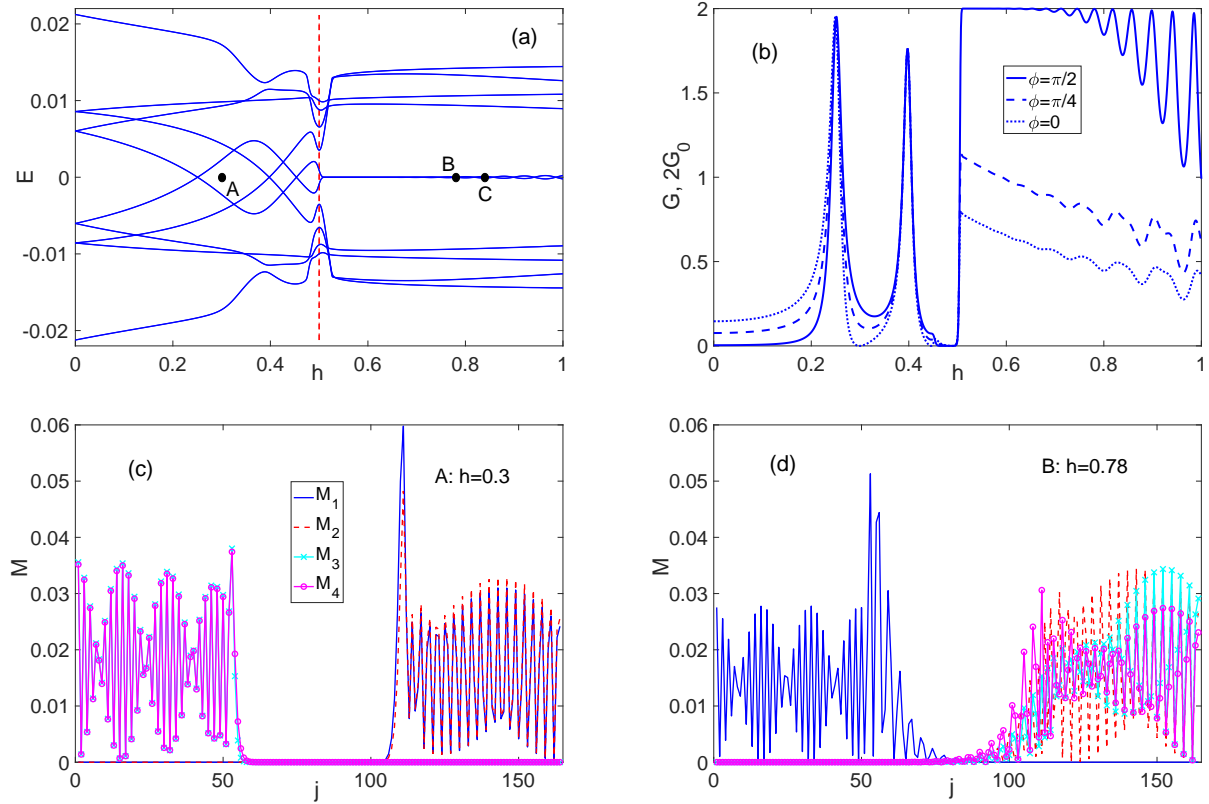 0.02
0.01
0
-0.01
-0.02
E
(a)
A
B
C
0 0.2 0.4 0.6 0.8 1
h
2
1.5
1
0.5
0
G, 2G₀
(b)
ϕ=π/2
ϕ=π/4
ϕ=0
0 0.2 0.4 0.6 0.8 1
h
0.06
0.05
0.04
0.03
0.02
0.01
0
M
(c)
A: h=0.3
M₁
M₂
M₃
M₄
0 50 100 150
j
0.06
0.05
0.04
0.03
0.02
0.01
0
M
(d)
B: h=0.78
0 50 100 150
j